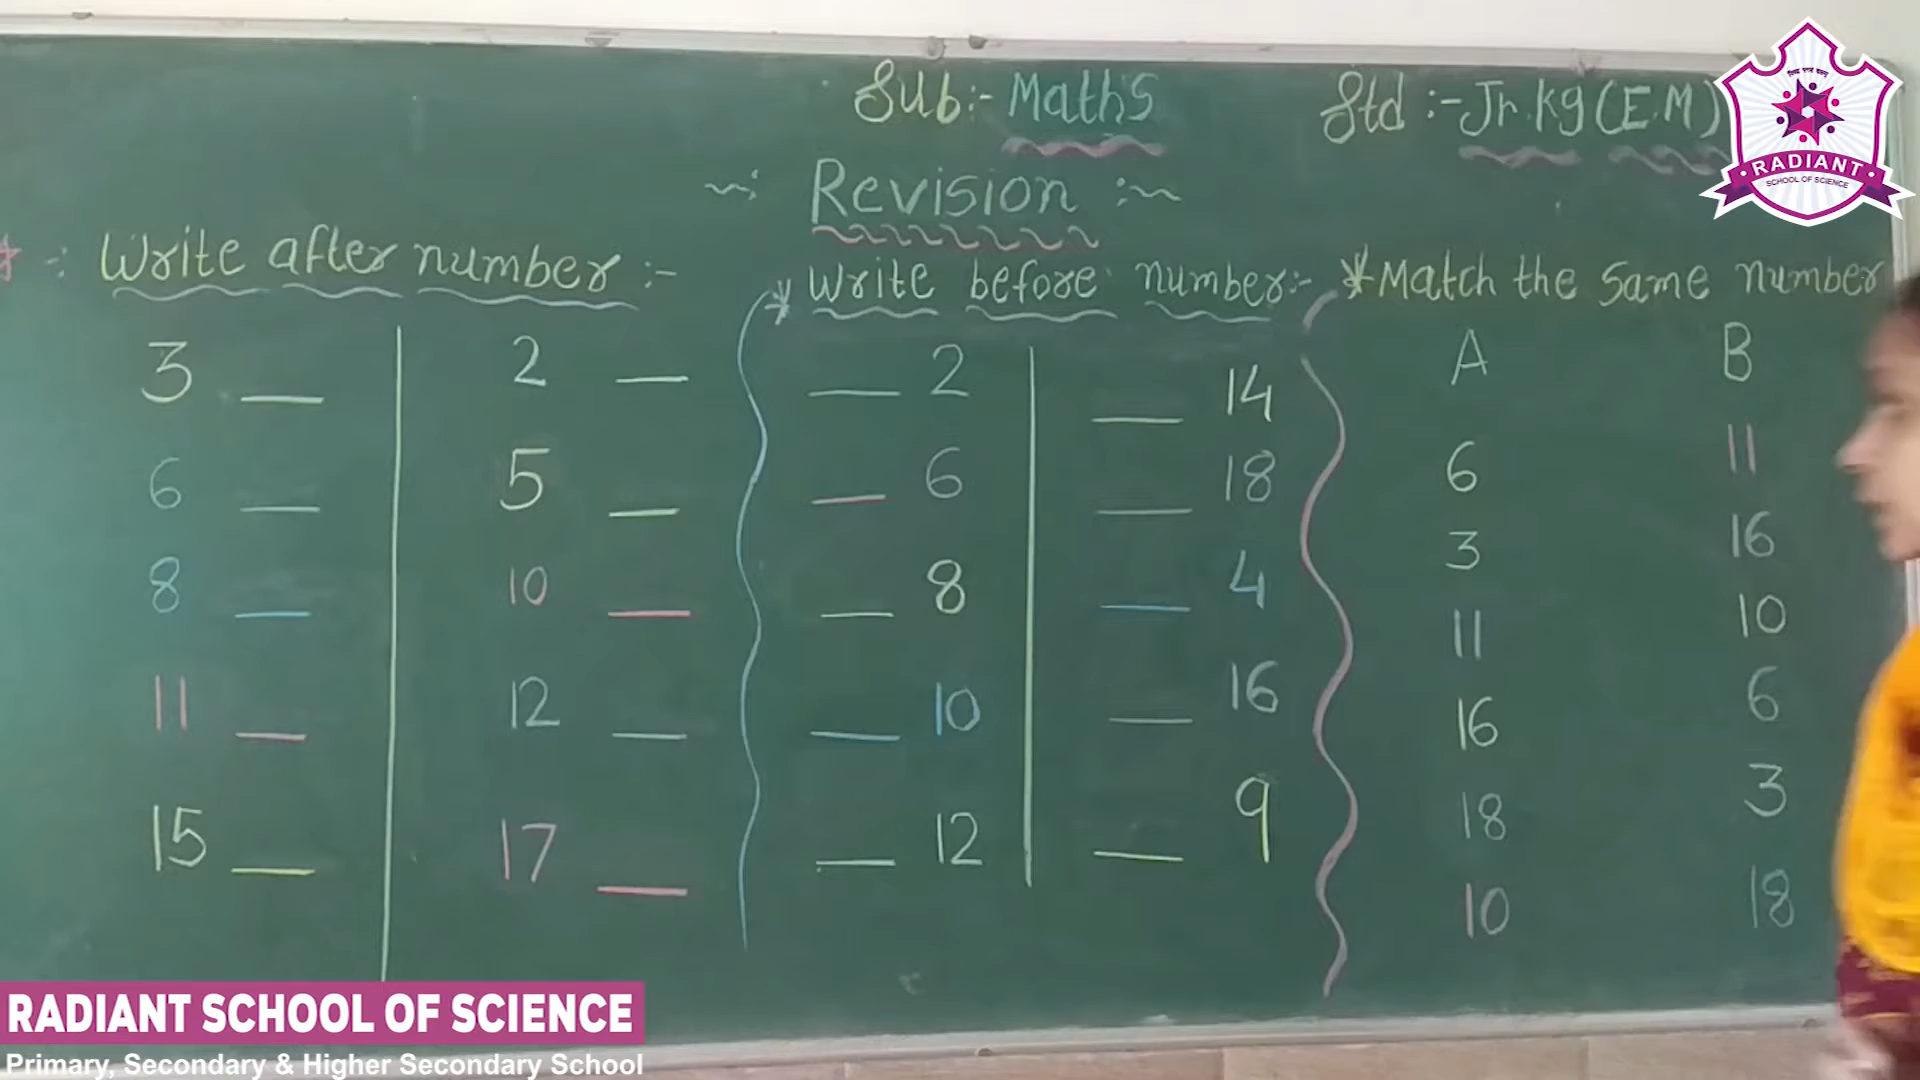 Sub:- Maths
Std :- Jr.kg (E.M)
Revision
Write after number :-
3 __ 2 __
6 __ 5 __
8 __ 10 __
11 __ 12 __
15 __ 17 __
* Write before number:-
__ 2 __ 14
__ 6 __ 18
__ 8 __ 4
__ 10 __ 16
__ 12 __ 9
* Match the same number
A B
6 11
3 16
11 10
16 6
18 3
10 18
RADIANT
SCHOOL OF SCIENCE
RADIANT SCHOOL OF SCIENCE
Primary, Secondary & Higher Secondary School